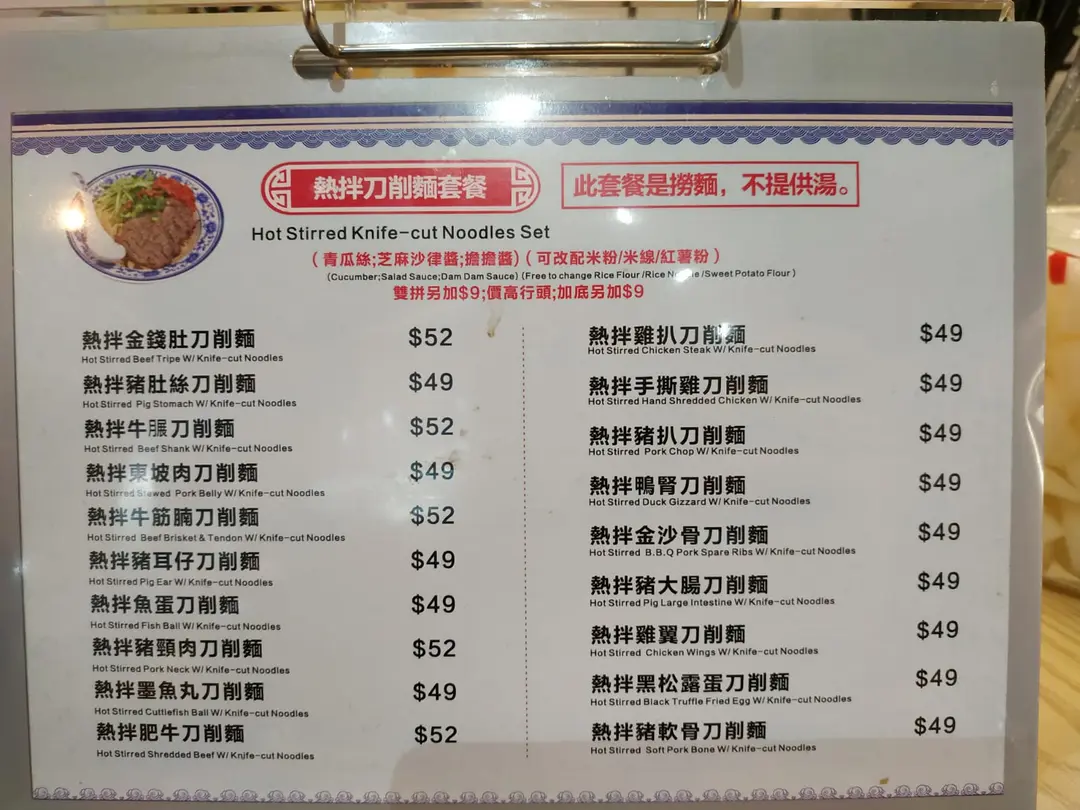 熱拌刀削麵套餐
此套餐是撈麵，不提供湯。
Hot Stirred Knife-cut Noodles Set
(青瓜絲;芝麻沙律醬;擔擔醬)(可改配米粉/米線/紅薯粉)
(Cucumber;Salad Sauce;Dam Dam Sauce)(Free to change Rice Flour/Rice /Sweet Potato Flour)
雙拼另加$9;價高行頭;加底另加$9
熱拌金錢肚刀削麵 $52
Hot Stirred Beef Tripe W/ Knife-cut Noodles
熱拌豬肚絲刀削麵 $49
Hot Stirred Pig Stomach W/ Knife-cut Noodles
熱拌牛𦟌刀削麵 $52
Hot Stirred Beef Shank W/ Knife-cut Noodles
熱拌東坡肉刀削麵 $49
Hot Stirred Stewed Pork Belly W/ Knife-cut Noodles
熱拌牛筋腩刀削麵 $52
Hot Stirred Beef Brisket & Tendon W/ Knife-cut Noodles
熱拌豬耳仔刀削麵 $49
Hot Stirred Pig Ear W/ Knife-cut Noodles
熱拌魚蛋刀削麵 $49
Hot Stirred Fish Ball W/ Knife-cut Noodles
熱拌豬頸肉刀削麵 $52
Hot Stirred Pork Neck W/ Knife-cut Noodles
熱拌墨魚丸刀削麵 $49
Hot Stirred Cuttlefish Ball W/ Knife-cut Noodles
熱拌肥牛刀削麵 $52
Hot Stirred Shredded Beef W/ Knife-cut Noodles
熱拌雞扒刀削麵 $49
Hot Stirred Chicken Steak W/ Knife-cut Noodles
熱拌手撕雞刀削麵 $49
Hot Stirred Hand Shredded Chicken W/ Knife-cut Noodles
熱拌豬扒刀削麵 $49
Hot Stirred Pork Chop W/ Knife-cut Noodles
熱拌鴨腎刀削麵 $49
Hot Stirred Duck Gizzard W/ Knife-cut Noodles
熱拌金沙骨刀削麵 $49
Hot Stirred B.B.Q Pork Spare Ribs W/ Knife-cut Noodles
熱拌豬大腸刀削麵 $49
Hot Stirred Pig Large Intestine W/ Knife-cut Noodles
熱拌雞翼刀削麵 $49
Hot Stirred Chicken Wings W/ Knife-cut Noodles
熱拌黑松露蛋刀削麵 $49
Hot Stirred Black Truffle Fried Egg W/ Knife-cut Noodles
熱拌豬軟骨刀削麵 $49
Hot Stirred Soft Pork Bone W/ Knife-cut Noodles